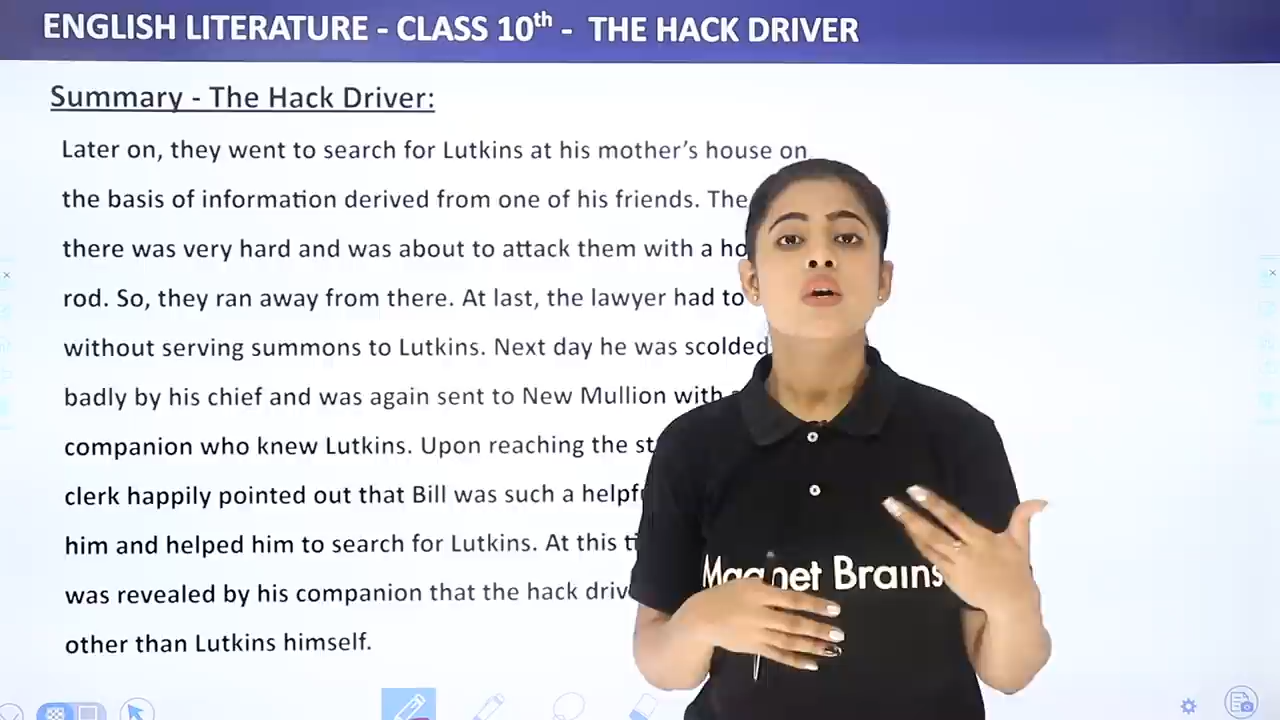 ENGLISH LITERATURE - CLASS 10th - THE HACK DRIVER
Summary - The Hack Driver:
Later on, they went to search for Lutkins at his mother's house on
the basis of information derived from one of his friends.
there was very hard and was about to attack them with a
rod. So, they ran away from there. At last, the lawyer had to
without serving summons to Lutkins. Next day he was scolded
badly by his chief and was again sent to New Mullion with
companion who knew Lutkins. Upon reaching the
clerk happily pointed out that Bill was such a
him and helped him to search for Lutkins. At this
was revealed by his companion that the hack
other than Lutkins himself.
Magnet Brains